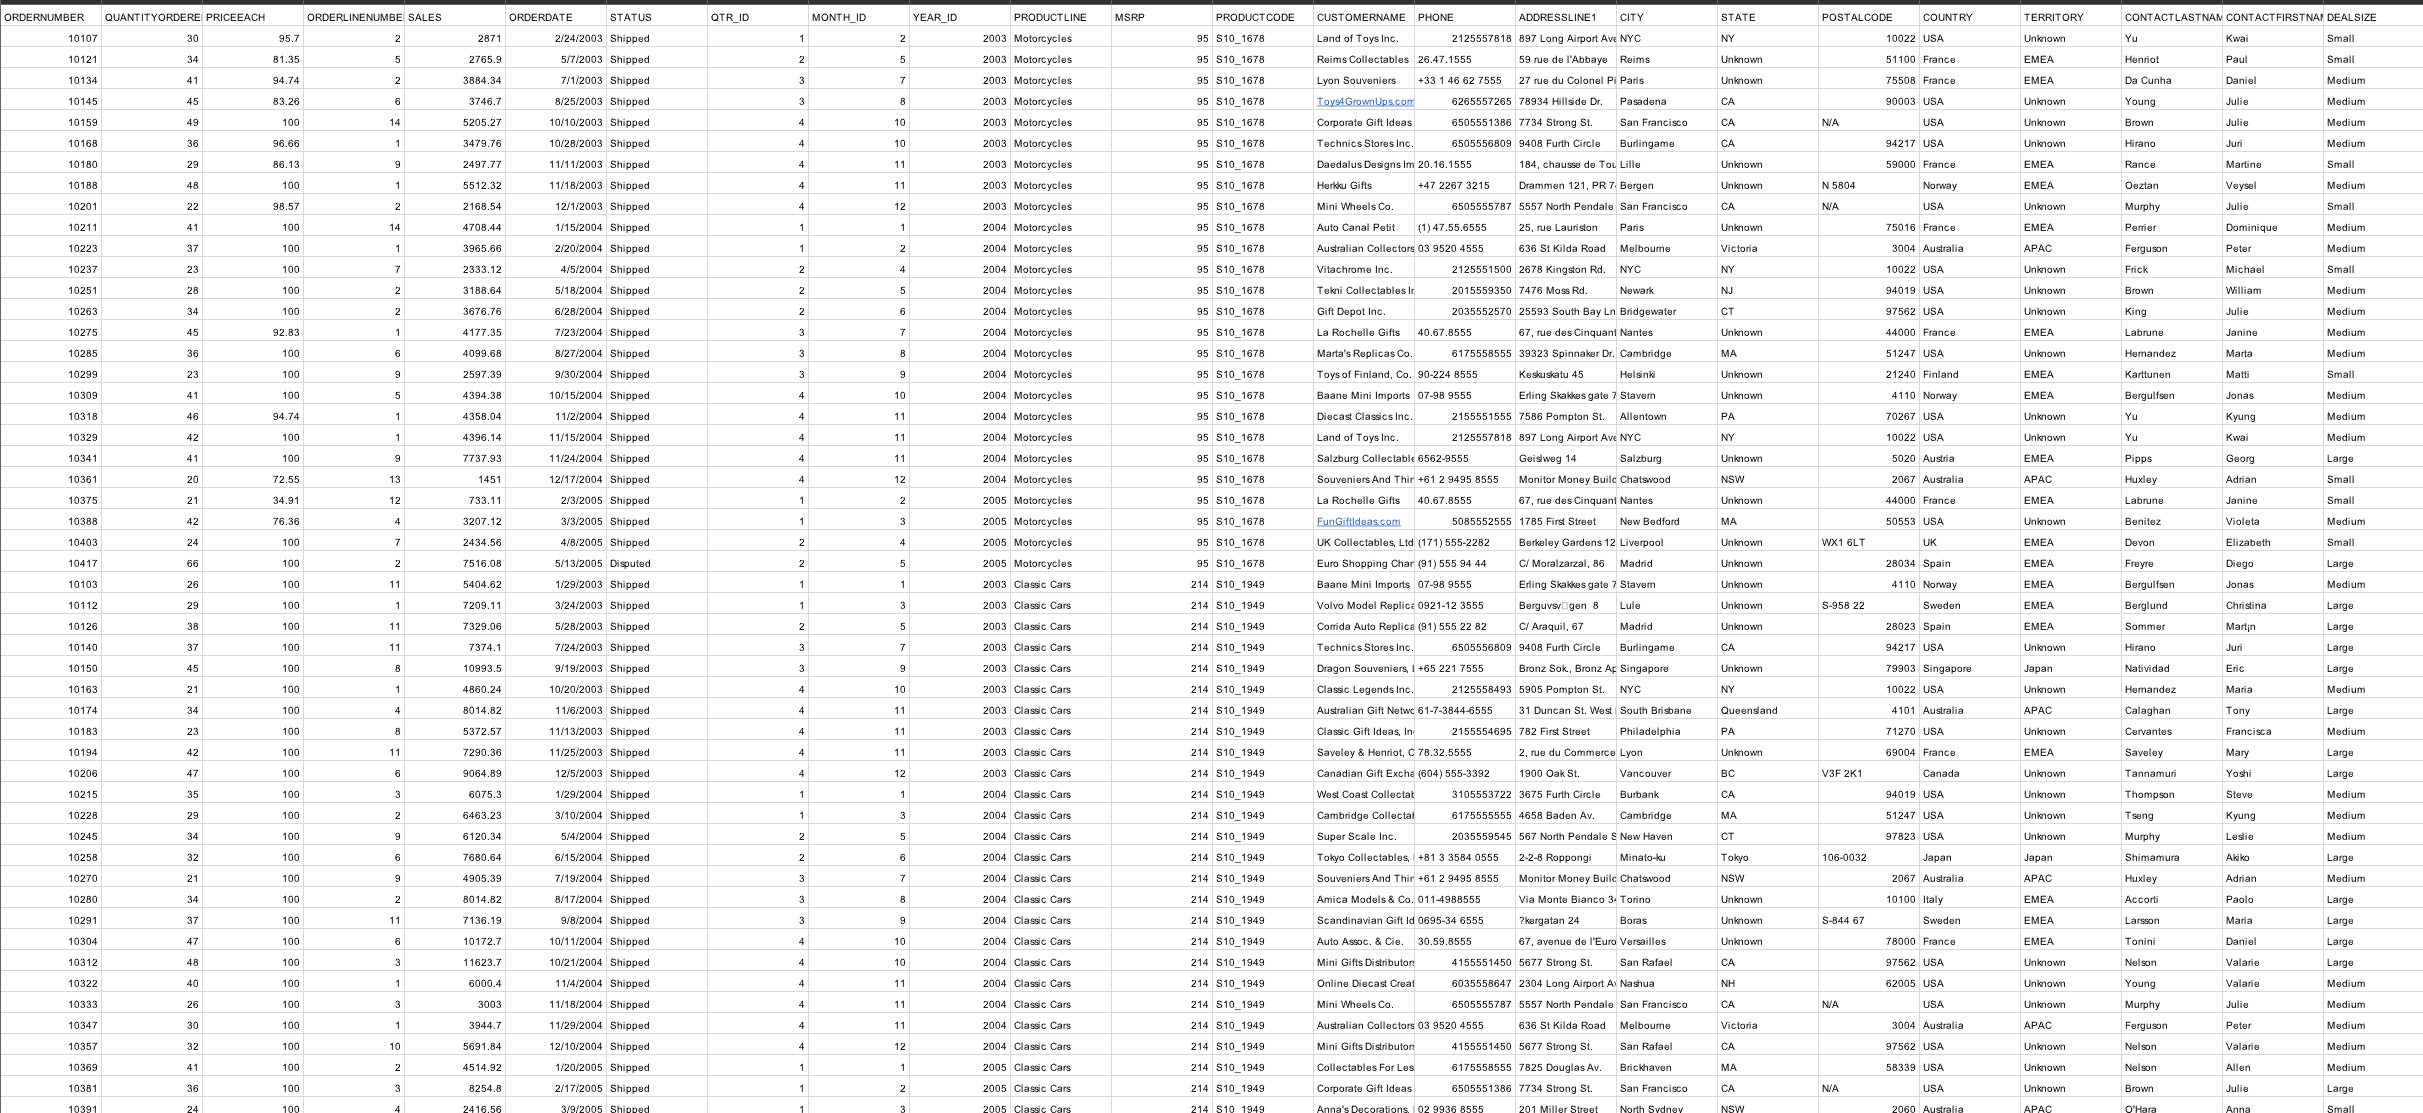 ORDERNUMBER QUANTITYORDERE PRICEEACH ORDERLINENUMBE SALES ORDERDATE STATUS QTR_ID MONTH_ID YEAR_ID PRODUCTLINE MSRP PRODUCTCODE CUSTOMERNAME PHONE ADDRESSLINE1 CITY STATE POSTALCODE COUNTRY TERRITORY CONTACTLASTNAM CONTACTFIRSTNAM DEALSIZE
10107 30 95.7 2 2871 2/24/2003 Shipped 1 2 2003 Motorcycles 95 S10_1678 Land of Toys Inc. 2125557818 897 Long Airport Ave NYC NY 10022 USA Unknown Yu Kwai Small
10121 34 81.35 5 2765.9 5/7/2003 Shipped 2 5 2003 Motorcycles 95 S10_1678 Reims Collectables 26.47.1555 59 rue de l'Abbaye Reims Unknown 51100 France EMEA Henriot Paul Small
10134 41 94.74 2 3884.34 7/1/2003 Shipped 3 7 2003 Motorcycles 95 S10_1678 Lyon Souveniers +33 1 46 62 7555 27 rue du Colonel Pi Paris Unknown 75508 France EMEA Da Cunha Daniel Medium
10145 45 83.26 6 3746.7 8/25/2003 Shipped 3 8 2003 Motorcycles 95 S10_1678 Toys4GrownUps.com 6265557265 78934 Hillside Dr. Pasadena CA 90003 USA Unknown Young Julie Medium
10159 49 100 14 5205.27 10/10/2003 Shipped 4 10 2003 Motorcycles 95 S10_1678 Corporate Gift Ideas 6505551386 7734 Strong St. San Francisco CA N/A USA Unknown Brown Julie Medium
10168 36 96.66 1 3479.76 10/28/2003 Shipped 4 10 2003 Motorcycles 95 S10_1678 Technics Stores Inc. 6505556809 9408 Furth Circle Burlingame CA 94217 USA Unknown Hirano Juri Medium
10180 29 86.13 9 2497.77 11/11/2003 Shipped 4 11 2003 Motorcycles 95 S10_1678 Daedalus Designs Im 20.16.1555 184, chausse de Tou Lille Unknown 59000 France EMEA Rance Martine Small
10188 48 100 1 5512.32 11/18/2003 Shipped 4 11 2003 Motorcycles 95 S10_1678 Herkku Gifts +47 2267 3215 Drammen 121, PR 7 Bergen Unknown N 5804 Norway EMEA Oeztan Veysel Medium
10201 22 98.57 2 2168.54 12/1/2003 Shipped 4 12 2003 Motorcycles 95 S10_1678 Mini Wheels Co. 6505555787 5557 North Pendale San Francisco CA N/A USA Unknown Murphy Julie Small
10211 41 100 14 4708.44 1/15/2004 Shipped 1 1 2004 Motorcycles 95 S10_1678 Auto Canal Petit (1) 47.55.6555 25, rue Lauriston Paris Unknown 75016 France EMEA Perrier Dominique Medium
10223 37 100 1 3965.66 2/20/2004 Shipped 1 2 2004 Motorcycles 95 S10_1678 Australian Collectors 03 9520 4555 636 St Kilda Road Melbourne Victoria 3004 Australia APAC Ferguson Peter Medium
10237 23 100 7 2333.12 4/5/2004 Shipped 2 4 2004 Motorcycles 95 S10_1678 Vitachrome Inc. 2125551500 2678 Kingston Rd. NYC NY 10022 USA Unknown Frick Michael Small
10251 28 100 2 3188.64 5/18/2004 Shipped 2 5 2004 Motorcycles 95 S10_1678 Tekni Collectables In 2015559350 7476 Moss Rd. Newark NJ 94019 USA Unknown Brown William Medium
10263 34 100 2 3676.76 6/28/2004 Shipped 2 6 2004 Motorcycles 95 S10_1678 Gift Depot Inc. 2035552570 25593 South Bay Ln Bridgewater CT 97562 USA Unknown King Julie Medium
10275 45 92.83 1 4177.35 7/23/2004 Shipped 3 7 2004 Motorcycles 95 S10_1678 La Rochelle Gifts 40.67.8555 67, rue des Cinquant Nantes Unknown 44000 France EMEA Labrune Janine Medium
10285 36 100 6 4099.68 8/27/2004 Shipped 3 8 2004 Motorcycles 95 S10_1678 Marta's Replicas Co. 6175558555 39323 Spinnaker Dr. Cambridge MA 51247 USA Unknown Hernandez Marta Medium
10299 23 100 9 2597.39 9/30/2004 Shipped 3 9 2004 Motorcycles 95 S10_1678 Toys of Finland, Co. 90-224 8555 Keskuskatu 45 Helsinki Unknown 21240 Finland EMEA Karttunen Matti Small
10309 41 100 5 4394.38 10/15/2004 Shipped 4 10 2004 Motorcycles 95 S10_1678 Baane Mini Imports 07-98 9555 Erling Skakkes gate 7 Stavern Unknown 4110 Norway EMEA Bergulfsen Jonas Medium
10318 46 94.74 1 4358.04 11/2/2004 Shipped 4 11 2004 Motorcycles 95 S10_1678 Diecast Classics Inc. 2155551555 7586 Pompton St. Allentown PA 70267 USA Unknown Yu Kyung Medium
10329 42 100 1 4396.14 11/15/2004 Shipped 4 11 2004 Motorcycles 95 S10_1678 Land of Toys Inc. 2125557818 897 Long Airport Ave NYC NY 10022 USA Unknown Yu Kwai Medium
10341 41 100 9 7737.93 11/24/2004 Shipped 4 11 2004 Motorcycles 95 S10_1678 Salzburg Collectable 6562-9555 Geislweg 14 Salzburg Unknown 5020 Austria EMEA Pipps Georg Large
10361 20 72.55 13 1451 12/17/2004 Shipped 4 12 2004 Motorcycles 95 S10_1678 Souveniers And Thin +61 2 9495 8555 Monitor Money Build Chatswood NSW 2067 Australia APAC Huxley Adrian Small
10375 21 34.91 12 733.11 2/3/2005 Shipped 1 2 2005 Motorcycles 95 S10_1678 La Rochelle Gifts 40.67.8555 67, rue des Cinquant Nantes Unknown 44000 France EMEA Labrune Janine Small
10388 42 76.36 4 3207.12 3/3/2005 Shipped 1 3 2005 Motorcycles 95 S10_1678 FunGiftIdeas.com 5085552555 1785 First Street New Bedford MA 50553 USA Unknown Benitez Violeta Medium
10403 24 100 7 2434.56 4/8/2005 Shipped 2 4 2005 Motorcycles 95 S10_1678 UK Collectables, Ltd (171) 555-2282 Berkeley Gardens 12 Liverpool Unknown WX1 6LT UK EMEA Devon Elizabeth Small
10417 66 100 2 7516.08 5/13/2005 Disputed 2 5 2005 Motorcycles 95 S10_1678 Euro Shopping Chan (91) 555 94 44 C/ Moralzarzal, 86 Madrid Unknown 28034 Spain EMEA Freyre Diego Large
10103 26 100 11 5404.62 1/29/2003 Shipped 1 1 2003 Classic Cars 214 S10_1949 Baane Mini Imports 07-98 9555 Erling Skakkes gate 7 Stavern Unknown 4110 Norway EMEA Bergulfsen Jonas Medium
10112 29 100 1 7209.11 3/24/2003 Shipped 1 3 2003 Classic Cars 214 S10_1949 Volvo Model Replica 0921-12 3555 Berguvsv gen 8 Lule Unknown S-958 22 Sweden EMEA Berglund Christina Large
10126 38 100 11 7329.06 5/28/2003 Shipped 2 5 2003 Classic Cars 214 S10_1949 Corrida Auto Replica (91) 555 22 82 C/ Araquil, 67 Madrid Unknown 28023 Spain EMEA Sommer Mart¡n Large
10140 37 100 11 7374.1 7/24/2003 Shipped 3 7 2003 Classic Cars 214 S10_1949 Technics Stores Inc. 6505556809 9408 Furth Circle Burlingame CA 94217 USA Unknown Hirano Juri Large
10150 45 100 8 10993.5 9/19/2003 Shipped 3 9 2003 Classic Cars 214 S10_1949 Dragon Souveniers, +65 221 7555 Bronz Sok., Bronz Ap Singapore Unknown 79903 Singapore Japan Natividad Eric Large
10163 21 100 1 4860.24 10/20/2003 Shipped 4 10 2003 Classic Cars 214 S10_1949 Classic Legends Inc. 2125558493 5905 Pompton St. NYC NY 10022 USA Unknown Hernandez Maria Medium
10174 34 100 4 8014.82 11/6/2003 Shipped 4 11 2003 Classic Cars 214 S10_1949 Australian Gift Netwo 61-7-3844-6555 31 Duncan St. West South Brisbane Queensland 4101 Australia APAC Calaghan Tony Large
10183 23 100 8 5372.57 11/13/2003 Shipped 4 11 2003 Classic Cars 214 S10_1949 Classic Gift Ideas, In 2155554695 782 First Street Philadelphia PA 71270 USA Unknown Cervantes Francisca Medium
10194 42 100 11 7290.36 11/25/2003 Shipped 4 11 2003 Classic Cars 214 S10_1949 Saveley & Henriot, C 78.32.5555 2, rue du Commerce Lyon Unknown 69004 France EMEA Saveley Mary Large
10206 47 100 6 9064.89 12/5/2003 Shipped 4 12 2003 Classic Cars 214 S10_1949 Canadian Gift Excha (604) 555-3392 1900 Oak St. Vancouver BC V3F 2K1 Canada Unknown Tannamuri Yoshi Large
10215 35 100 3 6075.3 1/29/2004 Shipped 1 1 2004 Classic Cars 214 S10_1949 West Coast Collectab 3105553722 3675 Furth Circle Burbank CA 94019 USA Unknown Thompson Steve Medium
10228 29 100 2 6463.23 3/10/2004 Shipped 1 3 2004 Classic Cars 214 S10_1949 Cambridge Collectab 6175555555 4658 Baden Av. Cambridge MA 51247 USA Unknown Tseng Kyung Medium
10245 34 100 9 6120.34 5/4/2004 Shipped 2 5 2004 Classic Cars 214 S10_1949 Super Scale Inc. 2035559545 567 North Pendale S New Haven CT 97823 USA Unknown Murphy Leslie Medium
10258 32 100 6 7680.64 6/15/2004 Shipped 2 6 2004 Classic Cars 214 S10_1949 Tokyo Collectables, +81 3 3584 0555 2-2-8 Roppongi Minato-ku Tokyo 106-0032 Japan Japan Shimamura Akiko Large
10270 21 100 9 4905.39 7/19/2004 Shipped 3 7 2004 Classic Cars 214 S10_1949 Souveniers And Thin +61 2 9495 8555 Monitor Money Build Chatswood NSW 2067 Australia APAC Huxley Adrian Medium
10280 34 100 2 8014.82 8/17/2004 Shipped 3 8 2004 Classic Cars 214 S10_1949 Amica Models & Co. 011-4988555 Via Monte Bianco 34 Torino Unknown 10100 Italy EMEA Accorti Paolo Large
10291 37 100 11 7136.19 9/8/2004 Shipped 3 9 2004 Classic Cars 214 S10_1949 Scandinavian Gift Id 0695-34 6555 ?kergatan 24 Boras Unknown S-844 67 Sweden EMEA Larsson Maria Large
10304 47 100 6 10172.7 10/11/2004 Shipped 4 10 2004 Classic Cars 214 S10_1949 Auto Assoc. & Cie. 30.59.8555 67, avenue de l'Euro Versailles Unknown 78000 France EMEA Tonini Daniel Large
10312 48 100 3 11623.7 10/21/2004 Shipped 4 10 2004 Classic Cars 214 S10_1949 Mini Gifts Distributors 4155551450 5677 Strong St. San Rafael CA 97562 USA Unknown Nelson Valarie Large
10322 40 100 1 6000.4 11/4/2004 Shipped 4 11 2004 Classic Cars 214 S10_1949 Online Diecast Creat 6035558647 2304 Long Airport Av Nashua NH 62005 USA Unknown Young Valarie Medium
10333 26 100 3 3003 11/18/2004 Shipped 4 11 2004 Classic Cars 214 S10_1949 Mini Wheels Co. 6505555787 5557 North Pendale San Francisco CA N/A USA Unknown Murphy Julie Medium
10347 30 100 1 3944.7 11/29/2004 Shipped 4 11 2004 Classic Cars 214 S10_1949 Australian Collectors 03 9520 4555 636 St Kilda Road Melbourne Victoria 3004 Australia APAC Ferguson Peter Medium
10357 32 100 10 5691.84 12/10/2004 Shipped 4 12 2004 Classic Cars 214 S10_1949 Mini Gifts Distributors 4155551450 5677 Strong St. San Rafael CA 97562 USA Unknown Nelson Valarie Medium
10369 41 100 2 4514.92 1/20/2005 Shipped 1 1 2005 Classic Cars 214 S10_1949 Collectables For Les 6175558555 7825 Douglas Av. Brickhaven MA 58339 USA Unknown Nelson Allen Medium
10381 36 100 3 8254.8 2/17/2005 Shipped 1 2 2005 Classic Cars 214 S10_1949 Corporate Gift Ideas 6505551386 7734 Strong St. San Francisco CA N/A USA Unknown Brown Julie Large
10391 24 100 4 2416.56 3/9/2005 Shipped 1 3 2005 Classic Cars 214 S10_1949 Anna's Decorations, 02 9936 8555 201 Miller Street North Sydney NSW 2060 Australia APAC O'Hara Anna Small